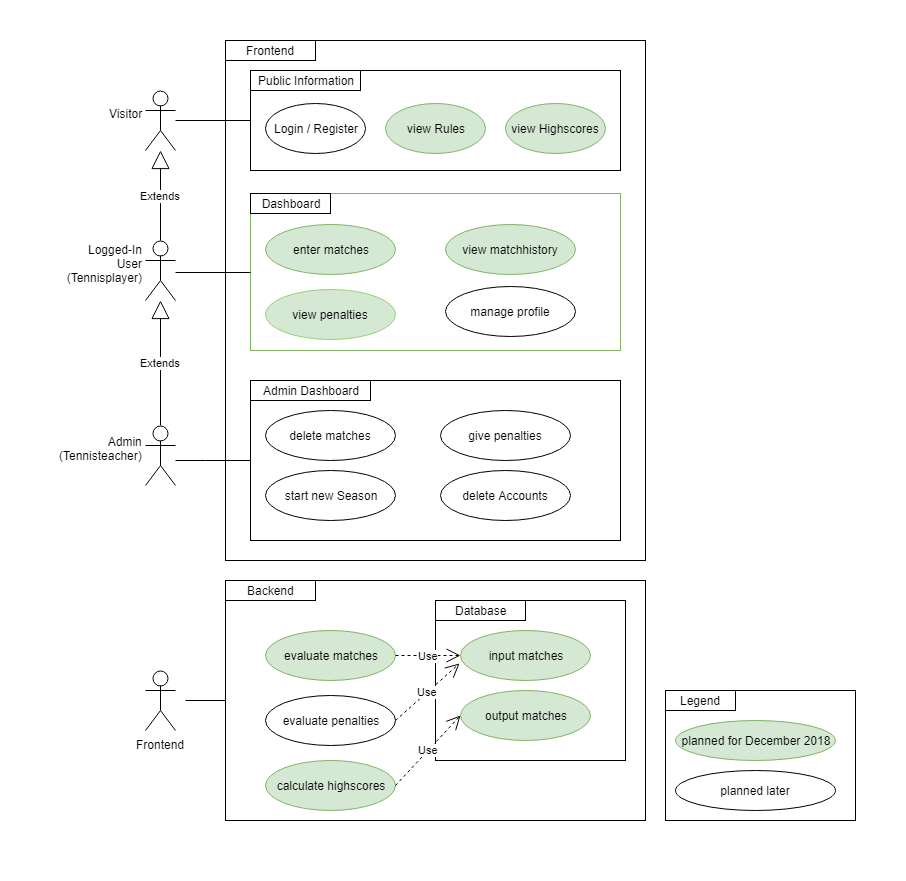 Frontend
Public Information
Visitor
Login / Register
view Rules
view Highscores
Extends
Dashboard
Logged-In
User
(Tennisplayer)
enter matches
view matchhistory
view penalties
manage profile
Extends
Admin Dashboard
Admin
(Tennisteacher)
delete matches
give penalties
start new Season
delete Accounts
Backend
Database
evaluate matches
Use
input matches
Use
evaluate penalties
output matches
Use
calculate highscores
Frontend
Legend
planned for December 2018
planned later